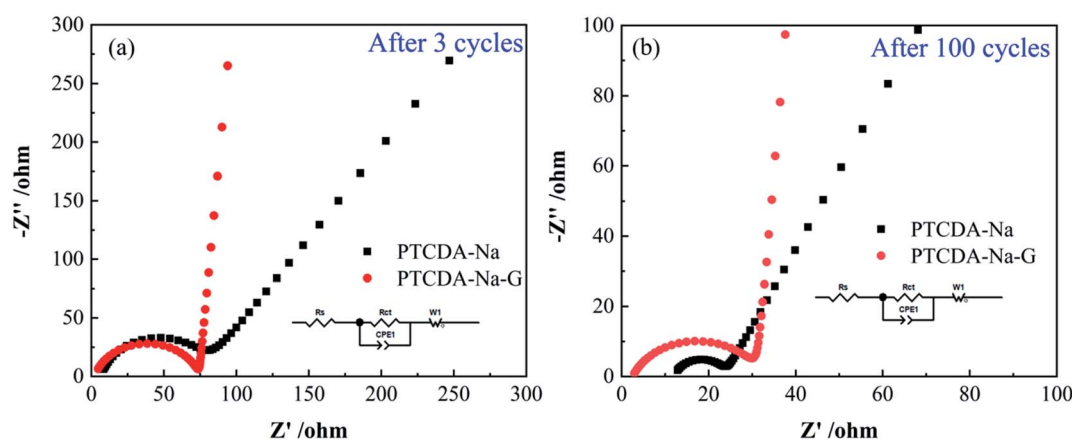 (a)
After 3 cycles
-Z'' /ohm
300
250
200
150
100
50
0
PTCDA-Na
PTCDA-Na-G
Rs
Rct
W1
CPE1
0 50 100 150 200 250 300
Z' /ohm
(b)
After 100 cycles
-Z'' /ohm
100
80
60
40
20
0
PTCDA-Na
PTCDA-Na-G
Rs
Rct
W1
CPE1
0 20 40 60 80 100
Z' /ohm